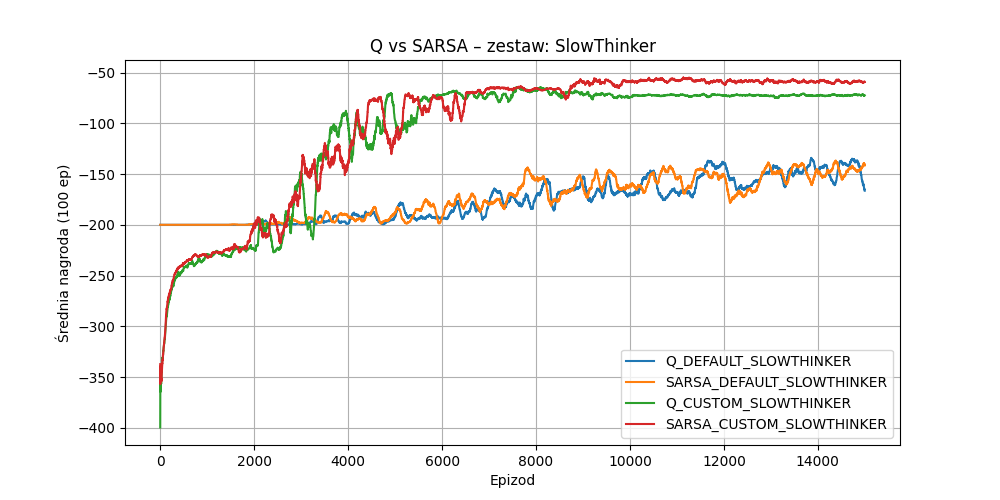 Q vs SARSA – zestaw: SlowThinker
Średnia nagroda (100 ep)
−50
−100
−150
−200
−250
−300
−350
−400
0
2000
4000
6000
8000
10000
12000
14000
Epizod
Q_DEFAULT_SLOWTHINKER
SARSA_DEFAULT_SLOWTHINKER
Q_CUSTOM_SLOWTHINKER
SARSA_CUSTOM_SLOWTHINKER